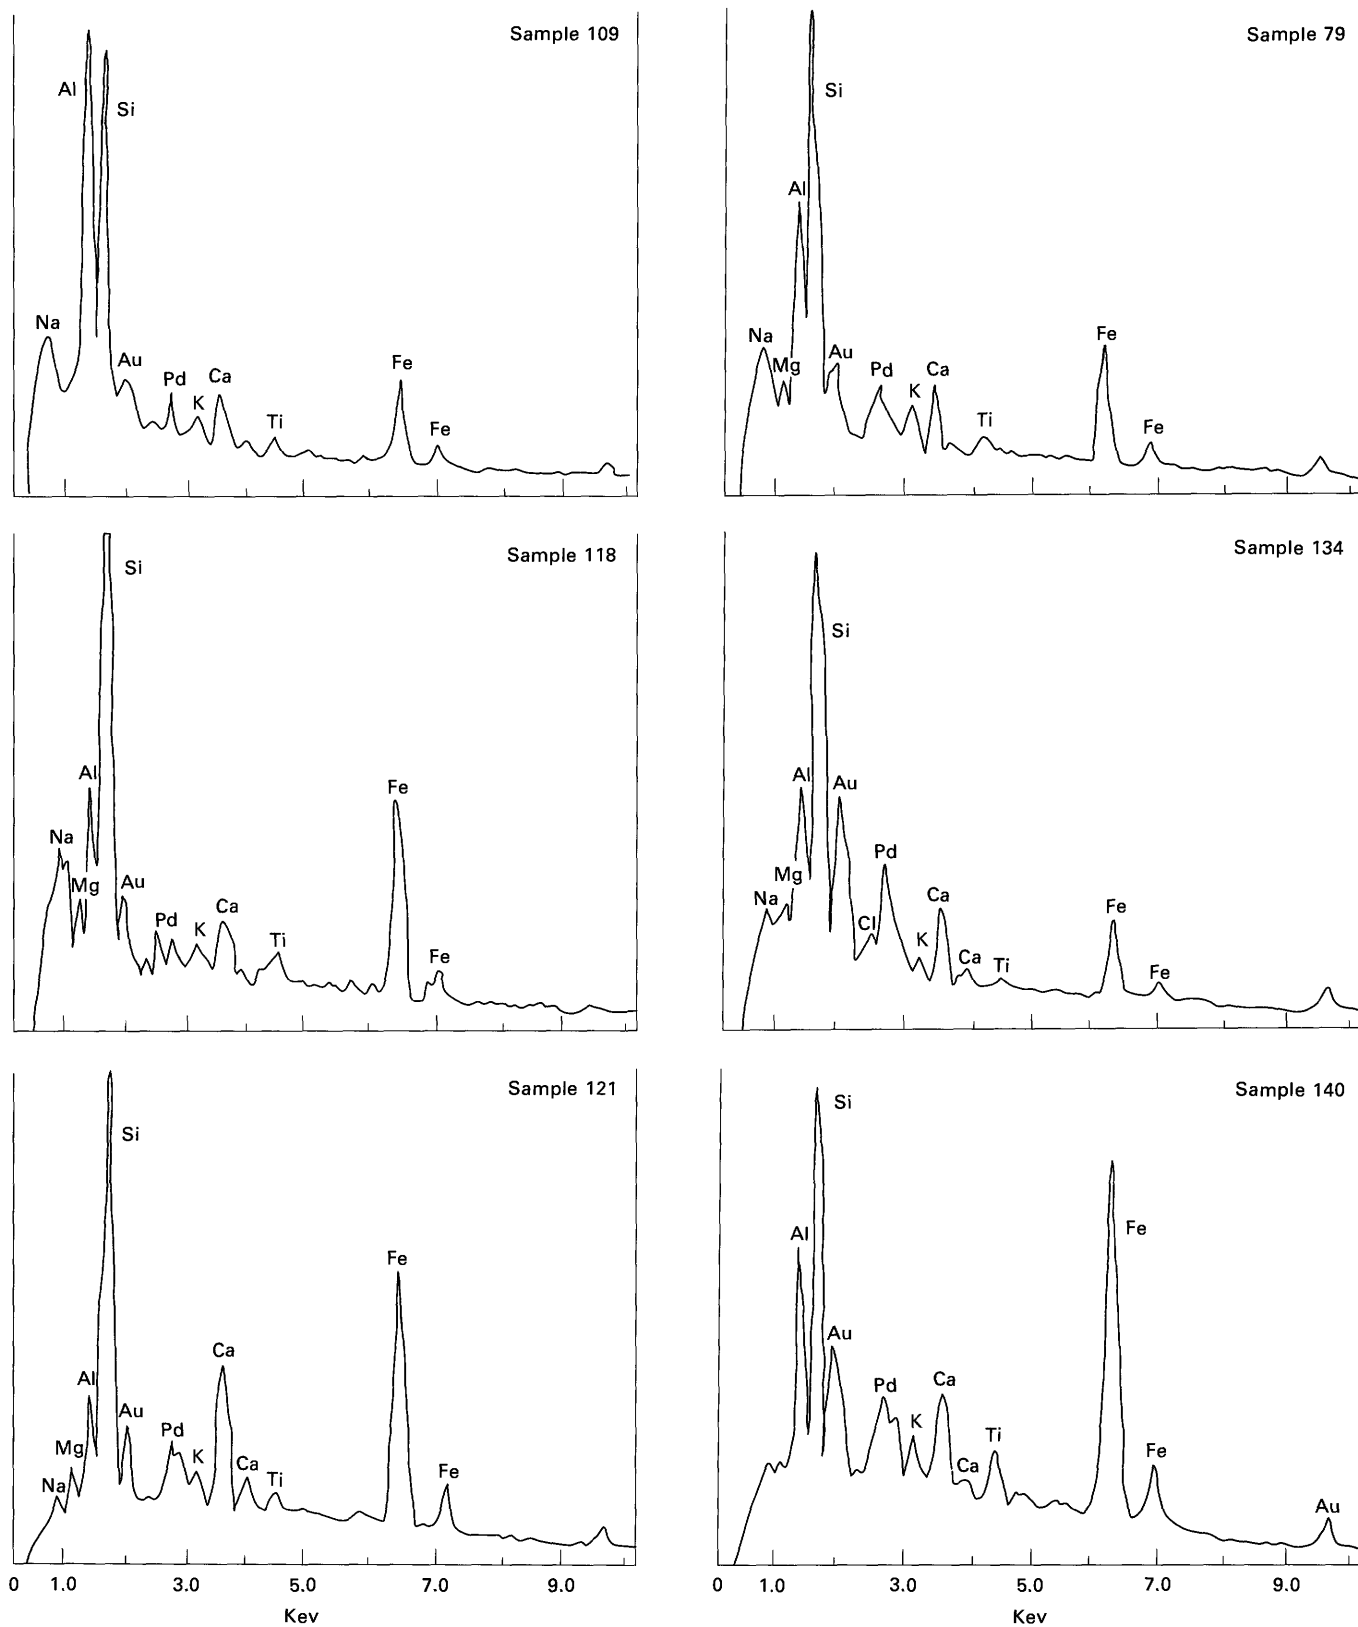 Sample 109
Al
Si
Na
Au
Pd
K
Ca
Ti
Fe
Fe
Sample 79
Si
Al
Na
Mg
Au
Pd
K
Ca
Ti
Fe
Fe
Sample 118
Si
Al
Na
Mg
Au
Pd
K
Ca
Ti
Fe
Fe
Sample 134
Si
Al
Au
Na
Mg
Cl
Pd
K
Ca
Ca
Ti
Fe
Fe
Sample 121
Si
Al
Mg
Na
Au
Pd
K
Ca
Ca
Ti
Fe
Fe
0 1.0 3.0 5.0 7.0 9.0
Kev
Sample 140
Si
Al
Au
Pd
K
Ca
Ca
Ti
Fe
Fe
Au
0 1.0 3.0 5.0 7.0 9.0
Kev